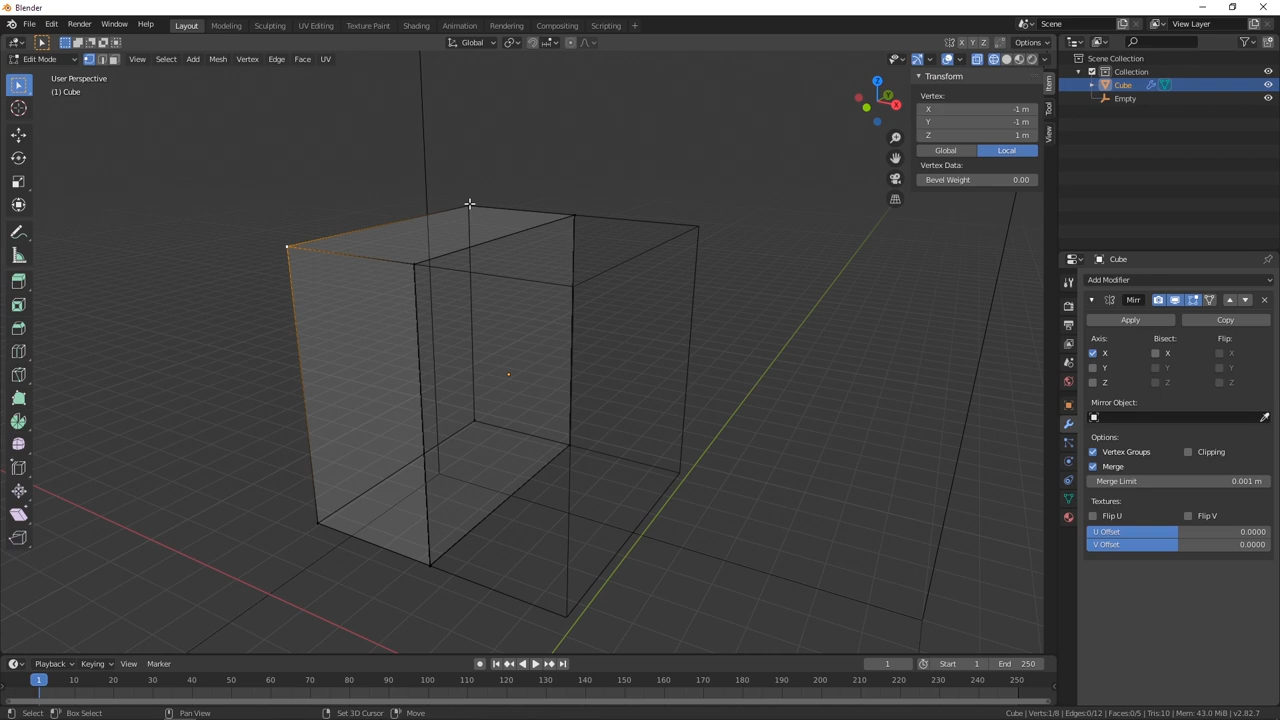 Blender
File Edit Render Window Help Layout Modeling Sculpting UV Editing Texture Paint Shading Animation Rendering Compositing Scripting + Scene View Layer
Global X Y Z Options
Edit Mode View Select Add Mesh Vertex Edge Face UV
User Perspective
(1) Cube
Z
Y
X
Transform
Vertex:
X -1 m
Y -1 m
Z 1 m
Global Local
Vertex Data:
Bevel Weight 0.00
Item
Tool
View
Scene Collection
Collection
Cube
Empty
Cube
Add Modifier
Mirr
Apply Copy
Axis: Bisect: Flip:
X X X
Y Y Y
Z Z Z
Mirror Object:
Options:
Vertex Groups Clipping
Merge
Merge Limit 0.001 m
Textures:
Flip U Flip V
U Offset 0.0000
V Offset 0.0000
Playback Keying View Marker 1 Start 1 End 250
1 10 20 30 40 50 60 70 80 90 100 110 120 130 140 150 160 170 180 190 200 210 220 230 240 250
Select Box Select Pan View Set 3D Cursor Move Cube | Verts:1/8 | Edges:0/12 | Faces:0/5 | Tris:10 | Mem: 43.0 MiB | v2.82.7